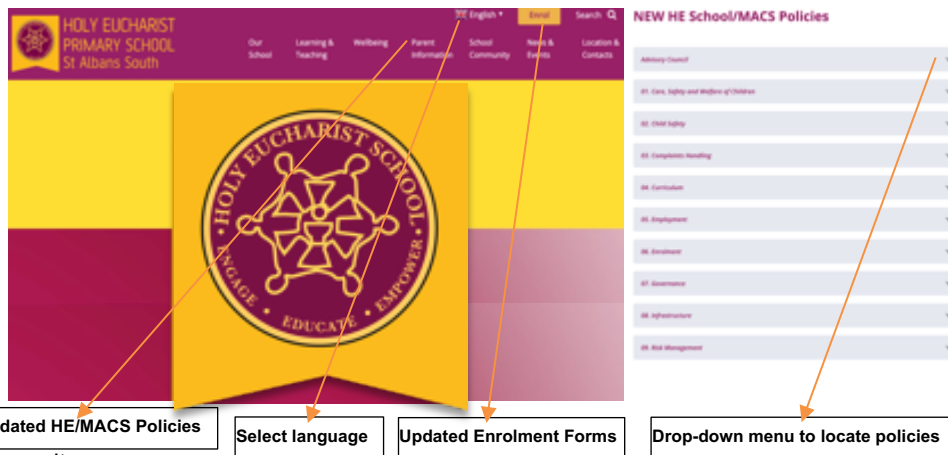 HOLY EUCHARIST
PRIMARY SCHOOL
St Albans South
English
Enrol
Search
Our
School
Learning &
Teaching
Wellbeing
Parent
Information
School
Community
News &
Events
Location &
Contacts
HOLY EUCHARIST SCHOOL
ENGAGE • EDUCATE • EMPOWER
NEW HE School/MACS Policies
Advisory Council
01. Care, Safety and Welfare of Children
02. Child Safety
03. Complaints Handling
04. Curriculum
05. Employment
06. Enrolment
07. Governance
08. Infrastructure
09. Risk Management
dated HE/MACS Policies
Select language
Updated Enrolment Forms
Drop-down menu to locate policies